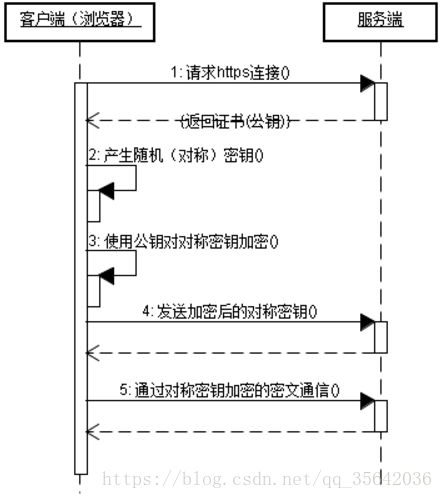 客户端（浏览器） 服务端
1: 请求https连接()
(返回证书(公钥))
2: 产生随机（对称）密钥()
3: 使用公钥对对称密钥加密()
4: 发送加密后的对称密钥()
5: 通过对称密钥加密的密文通信()
https://blog.csdn.net/qq_35642036